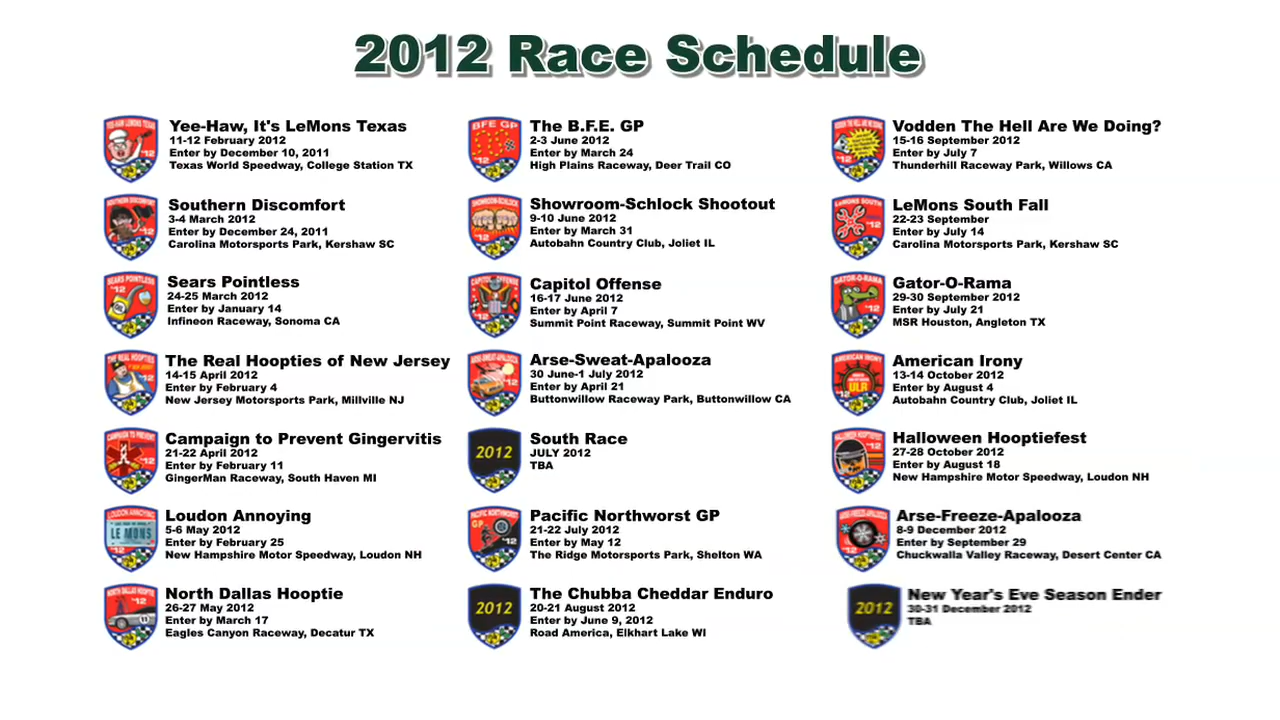 2012 Race Schedule
Yee-Haw, It's LeMons Texas
11-12 February 2012
Enter by December 10, 2011
Texas World Speedway, College Station TX
Southern Discomfort
3-4 March 2012
Enter by December 24, 2011
Carolina Motorsports Park, Kershaw SC
Sears Pointless
24-25 March 2012
Enter by January 14
Infineon Raceway, Sonoma CA
The Real Hoopties of New Jersey
14-15 April 2012
Enter by February 4
New Jersey Motorsports Park, Millville NJ
Campaign to Prevent Gingervitis
21-22 April 2012
Enter by February 11
GingerMan Raceway, South Haven MI
Loudon Annoying
5-6 May 2012
Enter by February 25
New Hampshire Motor Speedway, Loudon NH
North Dallas Hooptie
26-27 May 2012
Enter by March 17
Eagles Canyon Raceway, Decatur TX
The B.F.E. GP
2-3 June 2012
Enter by March 24
High Plains Raceway, Deer Trail CO
Showroom-Schlock Shootout
9-10 June 2012
Enter by March 31
Autobahn Country Club, Joliet IL
Capitol Offense
16-17 June 2012
Enter by April 7
Summit Point Raceway, Summit Point WV
Arse-Sweat-Apalooza
30 June-1 July 2012
Enter by April 21
Buttonwillow Raceway Park, Buttonwillow CA
2012
South Race
JULY 2012
TBA
Pacific Northworst GP
21-22 July 2012
Enter by May 12
The Ridge Motorsports Park, Shelton WA
2012
The Chubba Cheddar Enduro
20-21 August 2012
Enter by June 9, 2012
Road America, Elkhart Lake WI
Vodden The Hell Are We Doing?
15-16 September 2012
Enter by July 7
Thunderhill Raceway Park, Willows CA
LeMons South Fall
22-23 September
Enter by July 14
Carolina Motorsports Park, Kershaw SC
Gator-O-Rama
29-30 September 2012
Enter by July 21
MSR Houston, Angleton TX
American Irony
13-14 October 2012
Enter by August 4
Autobahn Country Club, Joliet IL
Halloween Hooptiefest
27-28 October 2012
Enter by August 18
New Hampshire Motor Speedway, Loudon NH
Arse-Freeze-Apalooza
8-9 December 2012
Enter by September 29
Chuckwalla Valley Raceway, Desert Center CA
2012
New Year's Eve Season Ender
30-31 December 2012
TBA